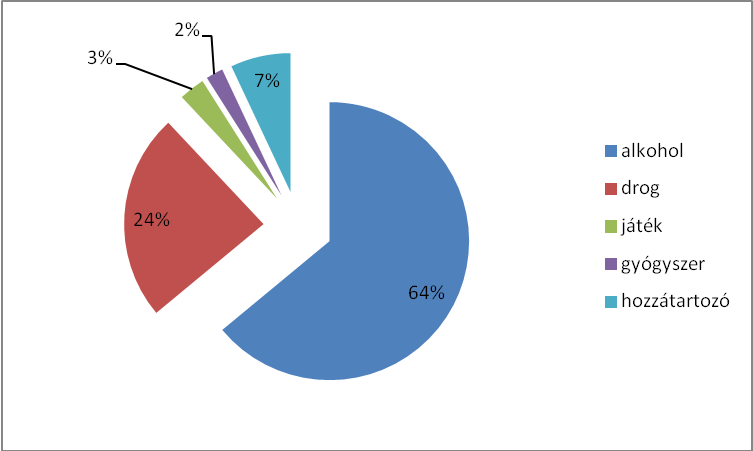 2%
3%
7%
24%
64%
alkohol
drog
játék
gyógyszer
hozzátartozó